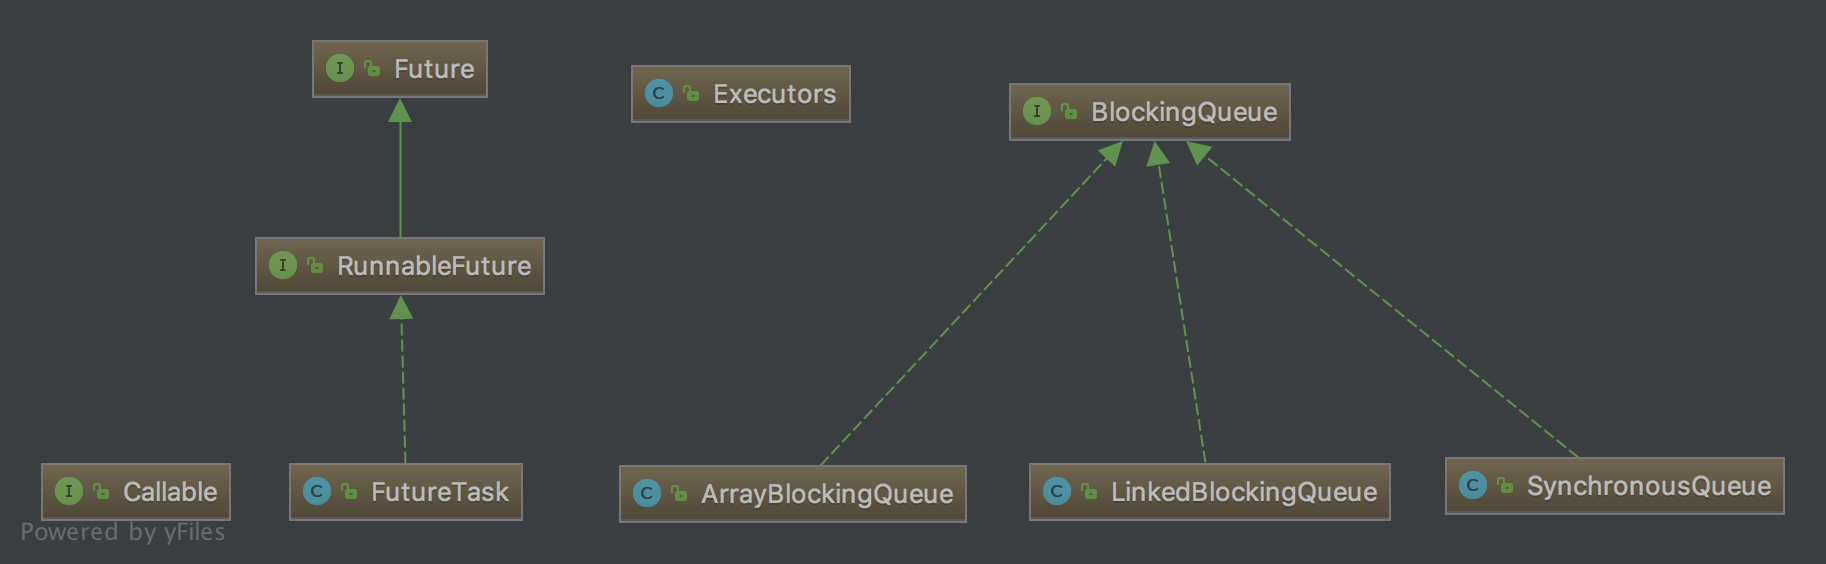 I Future
C Executors
I BlockingQueue
I RunnableFuture
I Callable
C FutureTask
C ArrayBlockingQueue
C LinkedBlockingQueue
C SynchronousQueue
Powered by yFiles